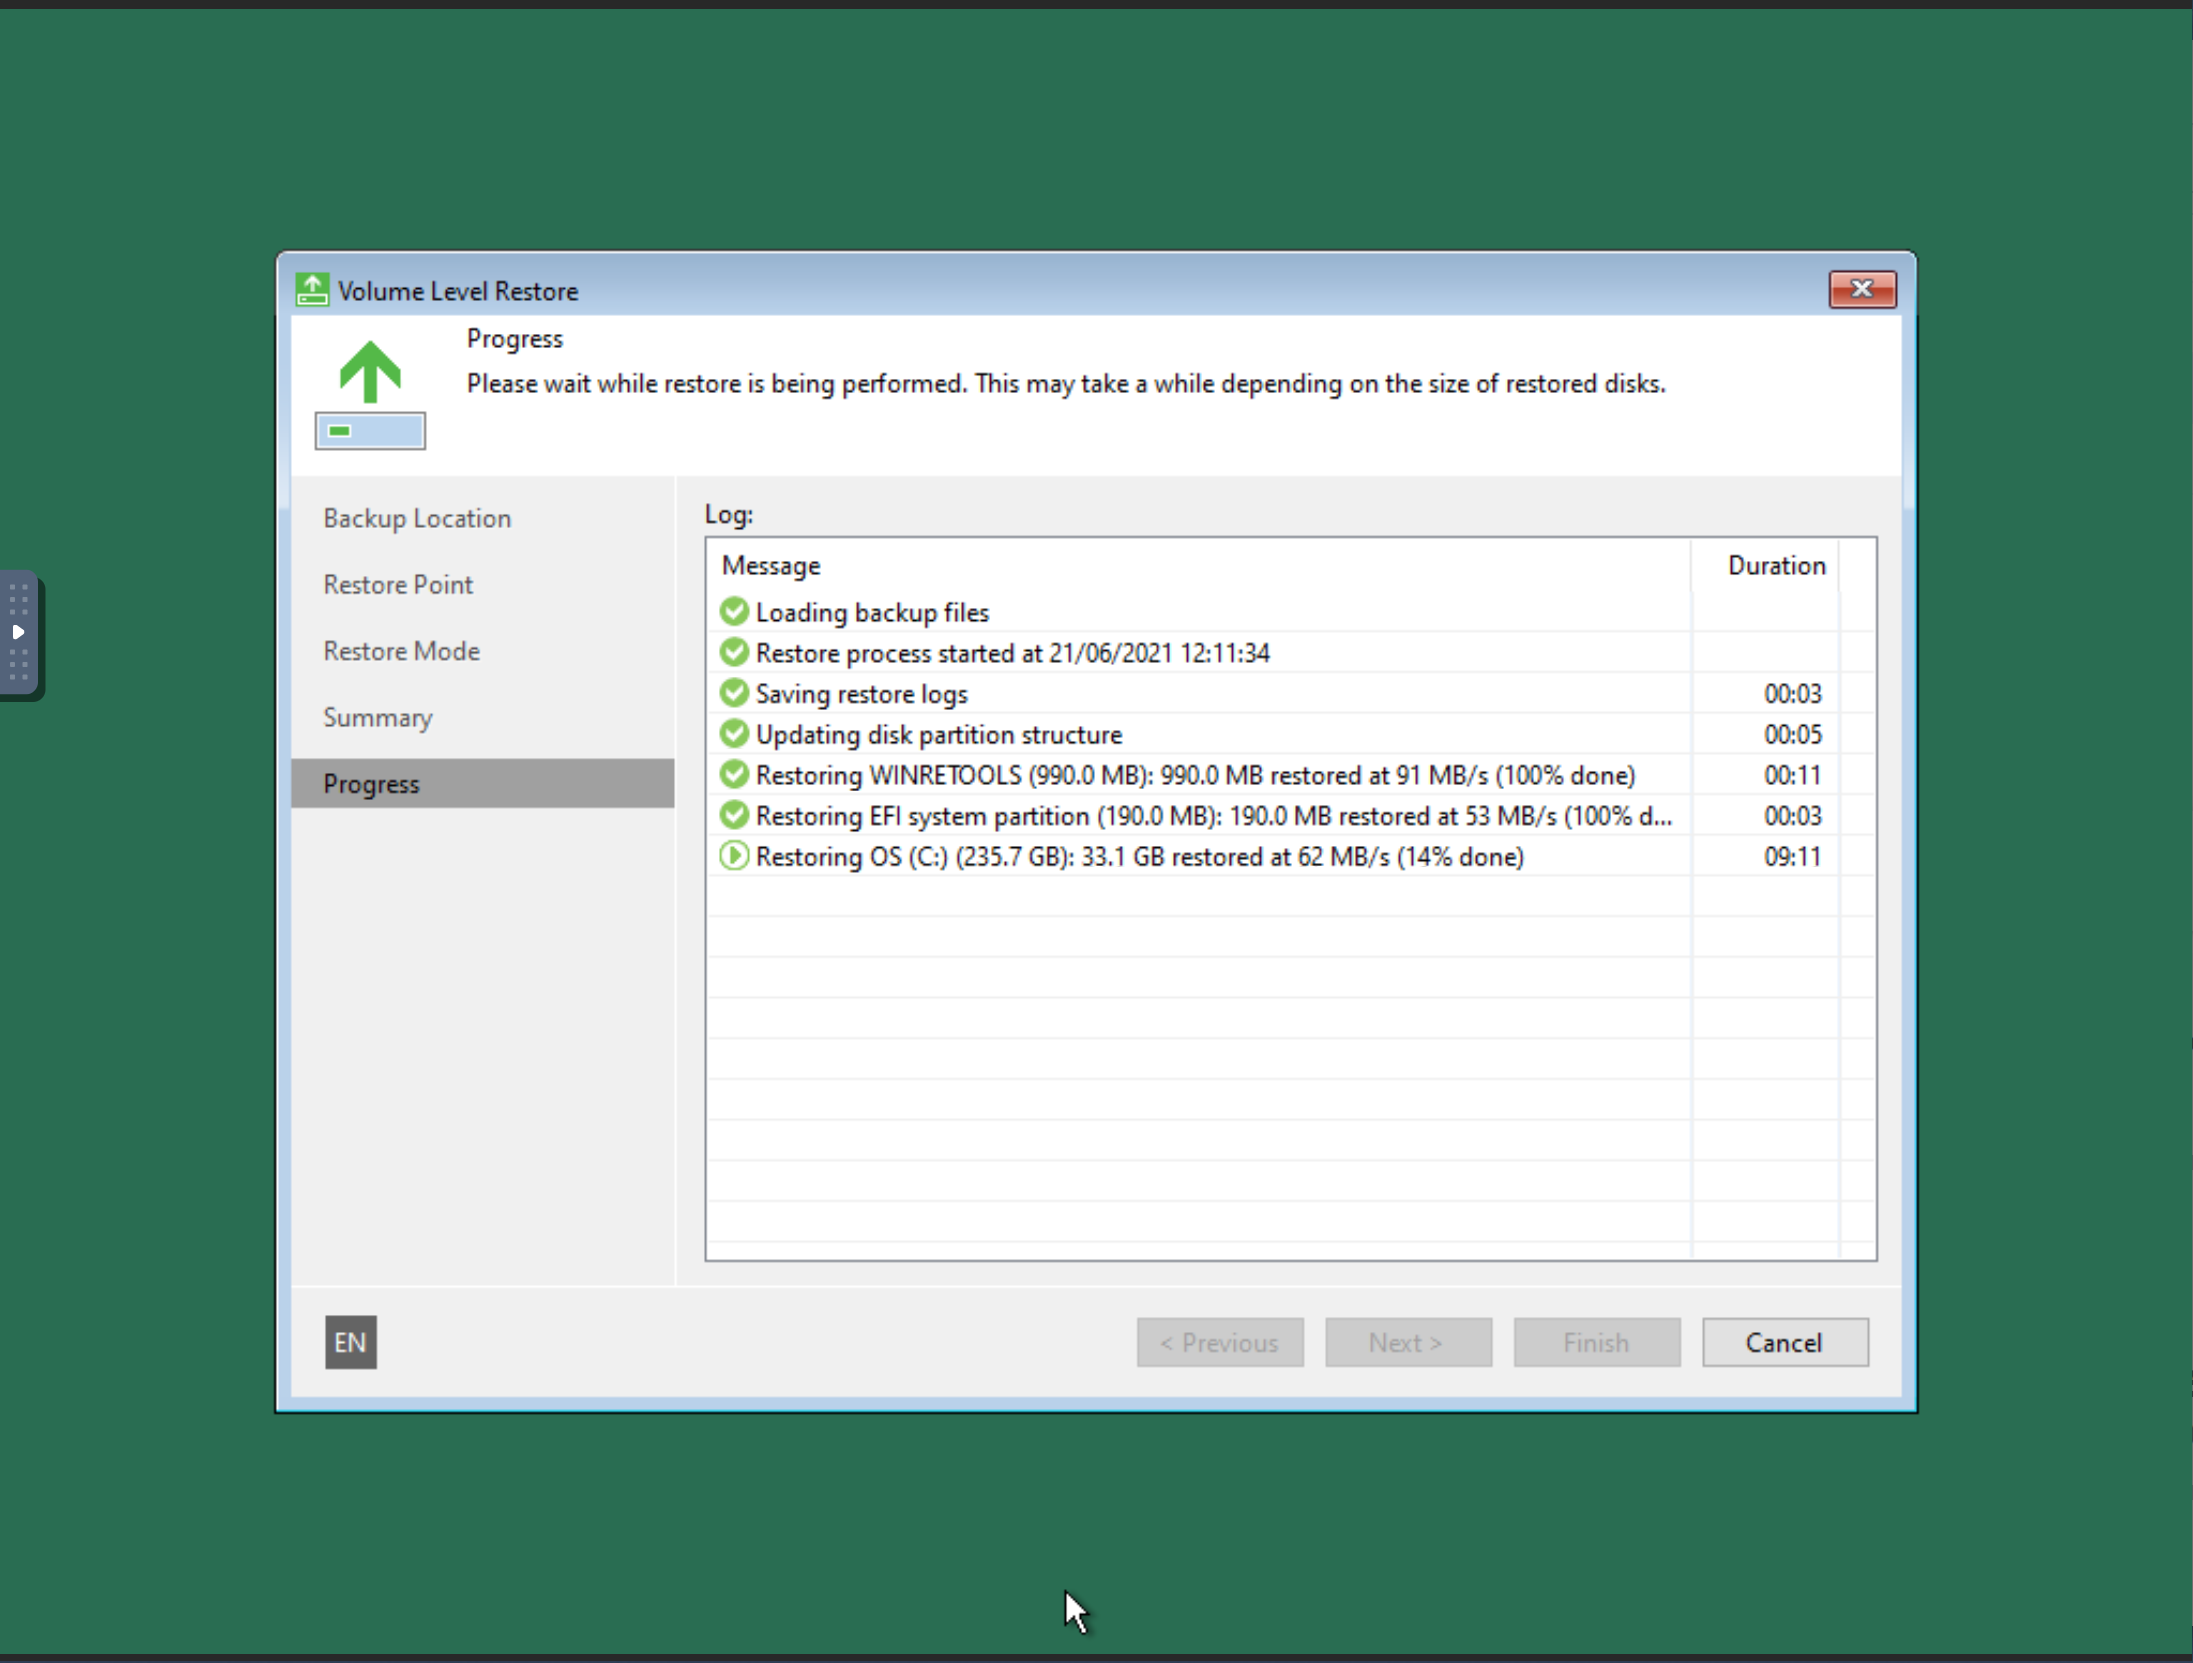 Volume Level Restore
Progress
Please wait while restore is being performed. This may take a while depending on the size of restored disks.
Backup Location
Restore Point
Restore Mode
Summary
Progress
Log:
Message Duration
Loading backup files
Restore process started at 21/06/2021 12:11:34
Saving restore logs 00:03
Updating disk partition structure 00:05
Restoring WINRETOOLS (990.0 MB): 990.0 MB restored at 91 MB/s (100% done) 00:11
Restoring EFI system partition (190.0 MB): 190.0 MB restored at 53 MB/s (100% d... 00:03
Restoring OS (C:) (235.7 GB): 33.1 GB restored at 62 MB/s (14% done) 09:11
EN < Previous Next > Finish Cancel